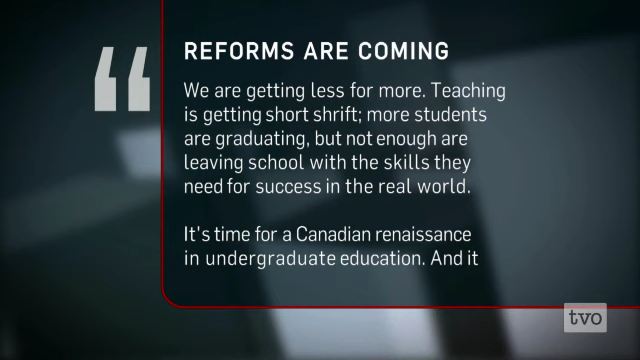 REFORMS ARE COMING
We are getting less for more. Teaching
is getting short shrift; more students
are graduating, but not enough are
leaving school with the skills they
need for success in the real world.
It's time for a Canadian renaissance
in undergraduate education. And it
tvo